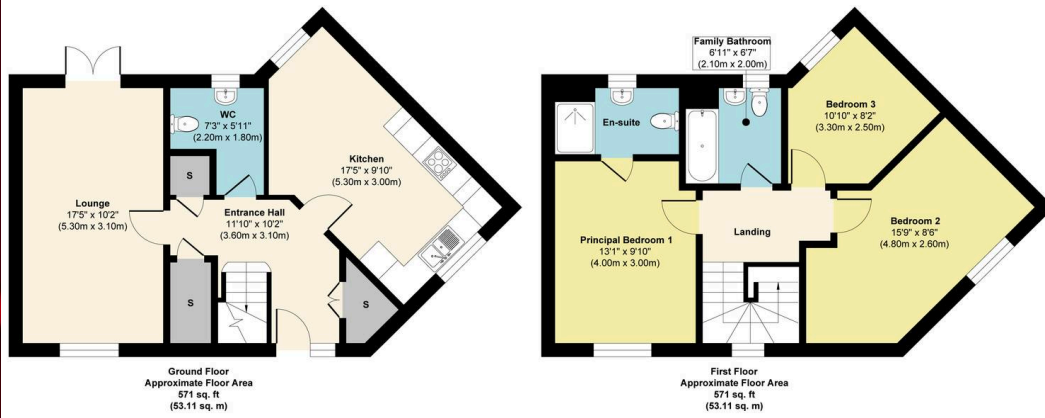 WC
7'3" x 5'11"
(2.20m x 1.80m)
Kitchen
17'5" x 9'10"
(5.30m x 3.00m)
S
Lounge
17'5" x 10'2"
(5.30m x 3.10m)
Entrance Hall
11'10" x 10'2"
(3.60m x 3.10m)
S
S
Ground Floor
Approximate Floor Area
571 sq. ft
(53.11 sq. m)
Family Bathroom
6'11" x 6'7"
(2.10m x 2.00m)
En-suite
Bedroom 3
10'10" x 8'2"
(3.30m x 2.50m)
Principal Bedroom 1
13'1" x 9'10"
(4.00m x 3.00m)
Landing
Bedroom 2
15'9" x 8'6"
(4.80m x 2.60m)
First Floor
Approximate Floor Area
571 sq. ft
(53.11 sq. m)